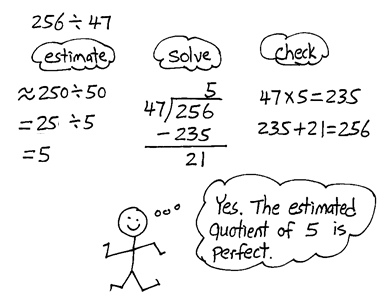 256 ÷ 47
estimate
≈ 250 ÷ 50
= 25 ÷ 5
= 5
solve
5
47)256
- 235
21
check
47 × 5 = 235
235 + 21 = 256
Yes. The estimated
quotient of 5 is
perfect.